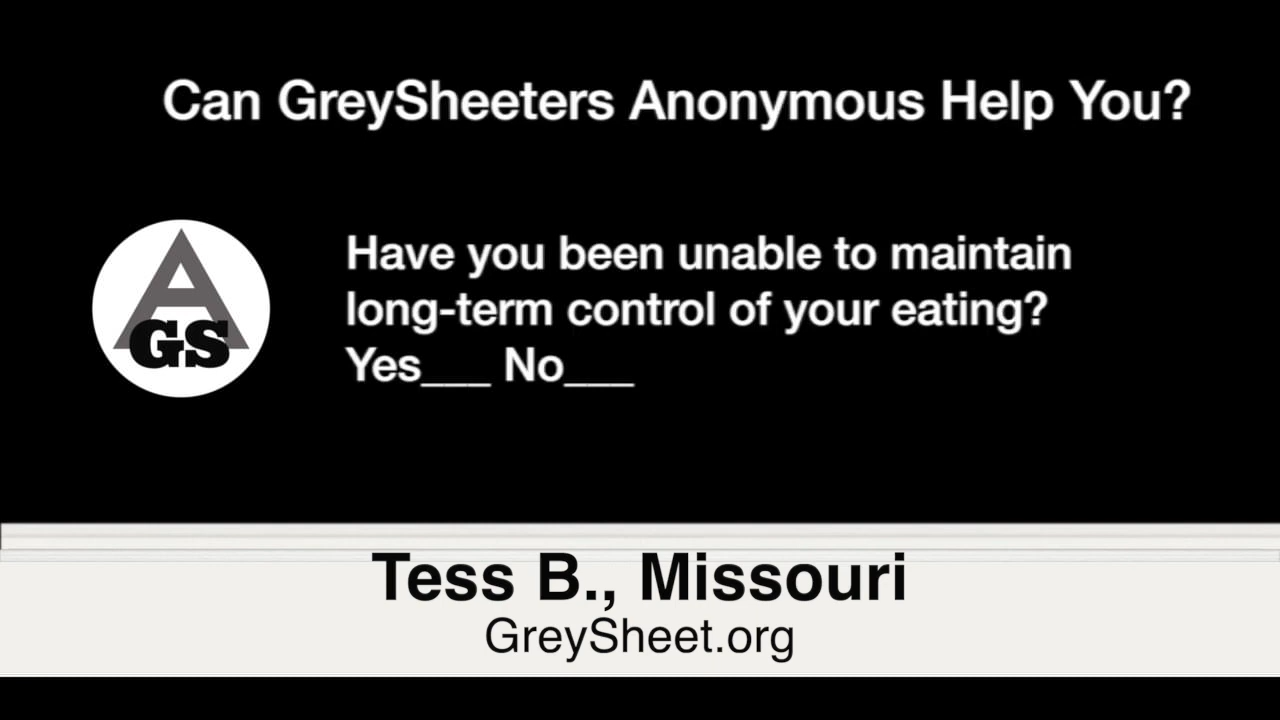 Can GreySheeters Anonymous Help You?
A
GS
Have you been unable to maintain
long-term control of your eating?
Yes___ No___
Tess B., Missouri
GreySheet.org